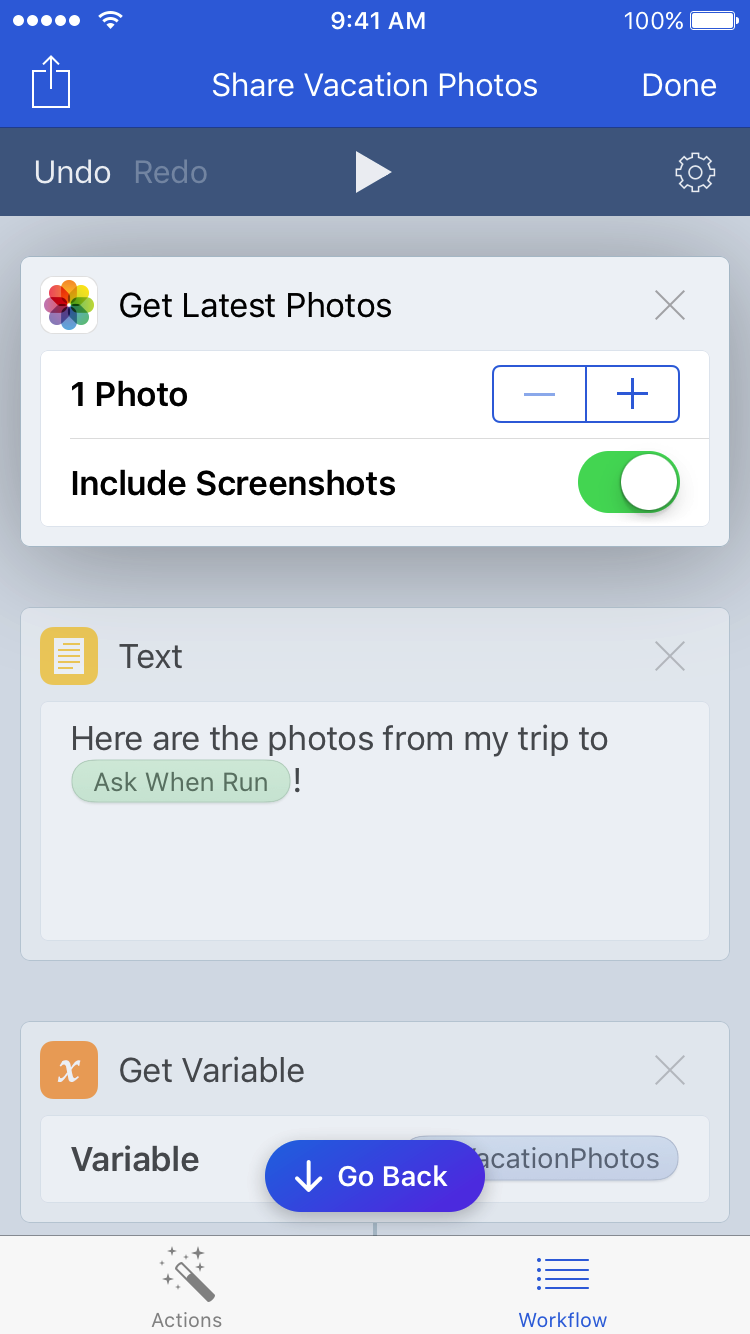 9:41 AM
100%
Share Vacation Photos
Done
Undo Redo
Get Latest Photos
1 Photo
Include Screenshots
Text
Here are the photos from my trip to
Ask When Run!
x
Get Variable
Variable
acationPhotos
Go Back
Actions
Workflow